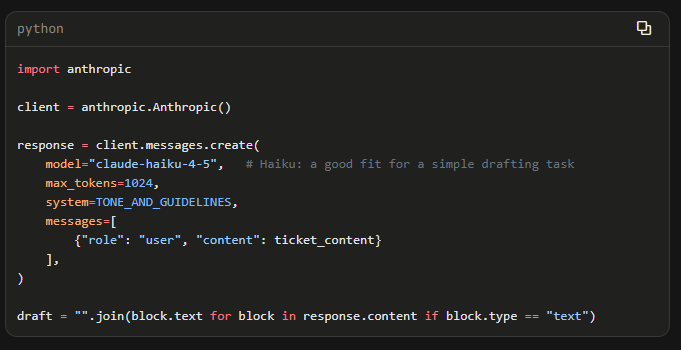 python
import anthropic
client = anthropic.Anthropic()
response = client.messages.create(
    model="claude-haiku-4-5",   # Haiku: a good fit for a simple drafting task
    max_tokens=1024,
    system=TONE_AND_GUIDELINES,
    messages=[
        {"role": "user", "content": ticket_content}
    ],
)
draft = "".join(block.text for block in response.content if block.type == "text")